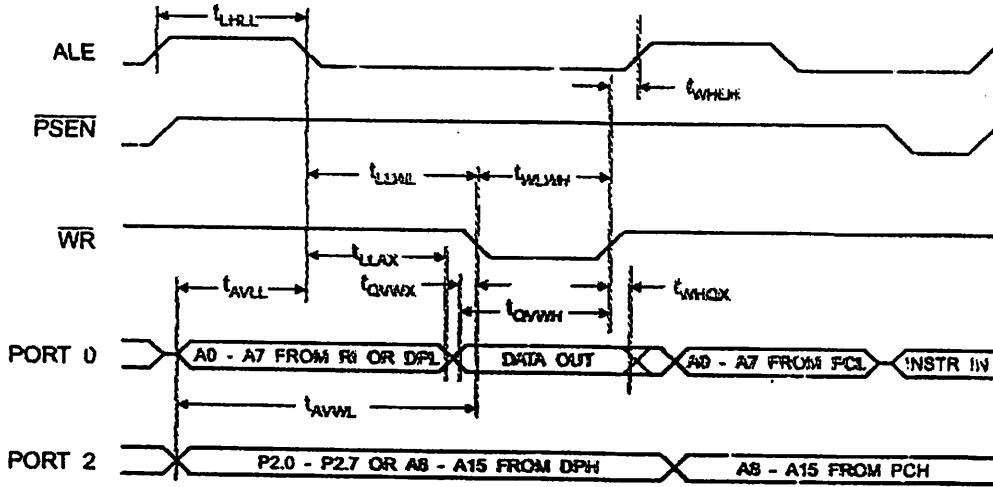 tLHLL
ALE
tWHLH
PSEN
tLLWL
tWLWH
WR
tLLAX
tAVLL
tQVWX
tWHQX
tQVWH
PORT 0
A0 - A7 FROM RI OR DPL
DATA OUT
A0 - A7 FROM PCL
INSTR IN
tAVWL
PORT 2
P2.0 - P2.7 OR A8 - A15 FROM DPH
A8 - A15 FROM PCH